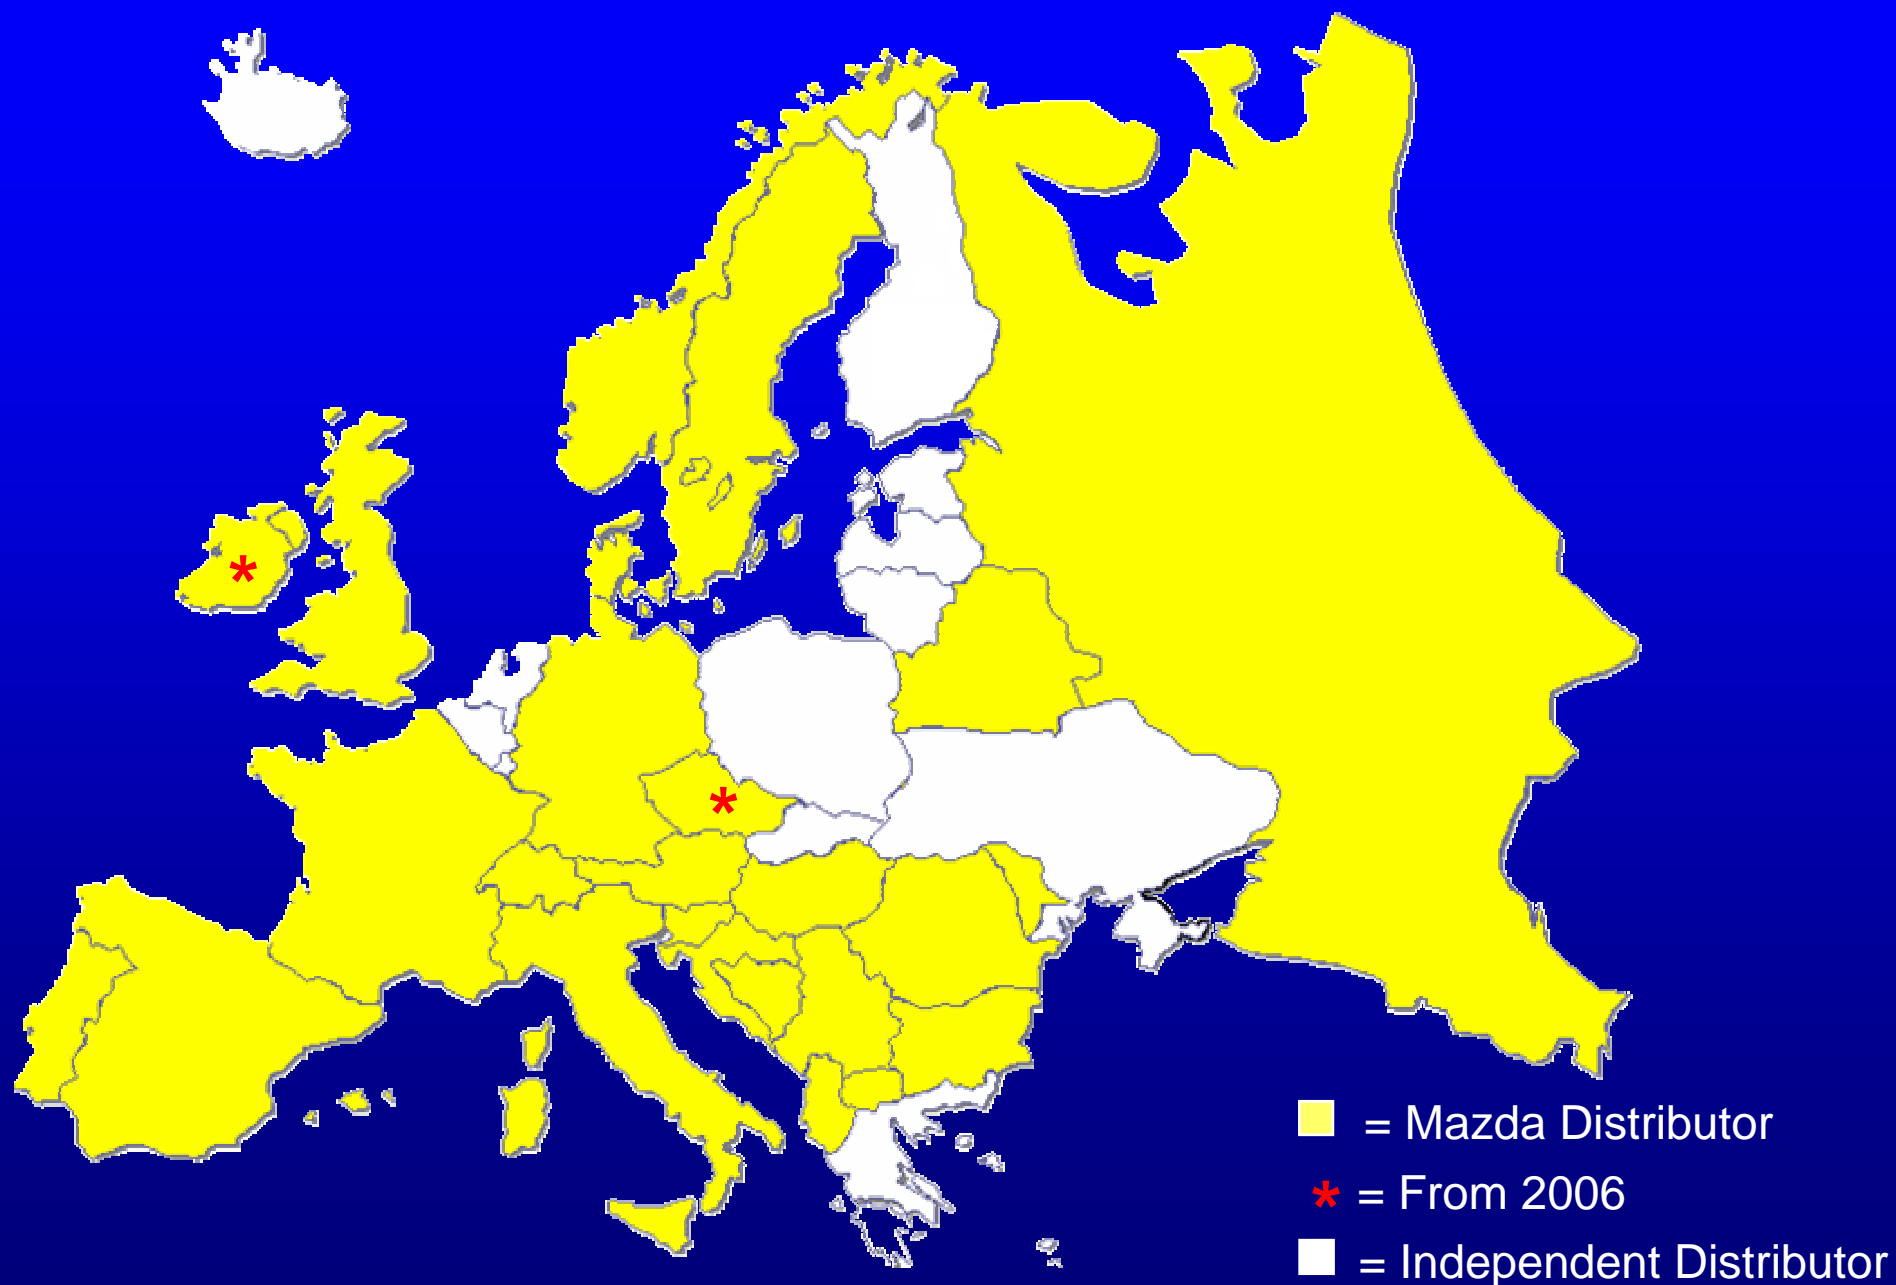 *
*
= Mazda Distributor
* = From 2006
= Independent Distributor